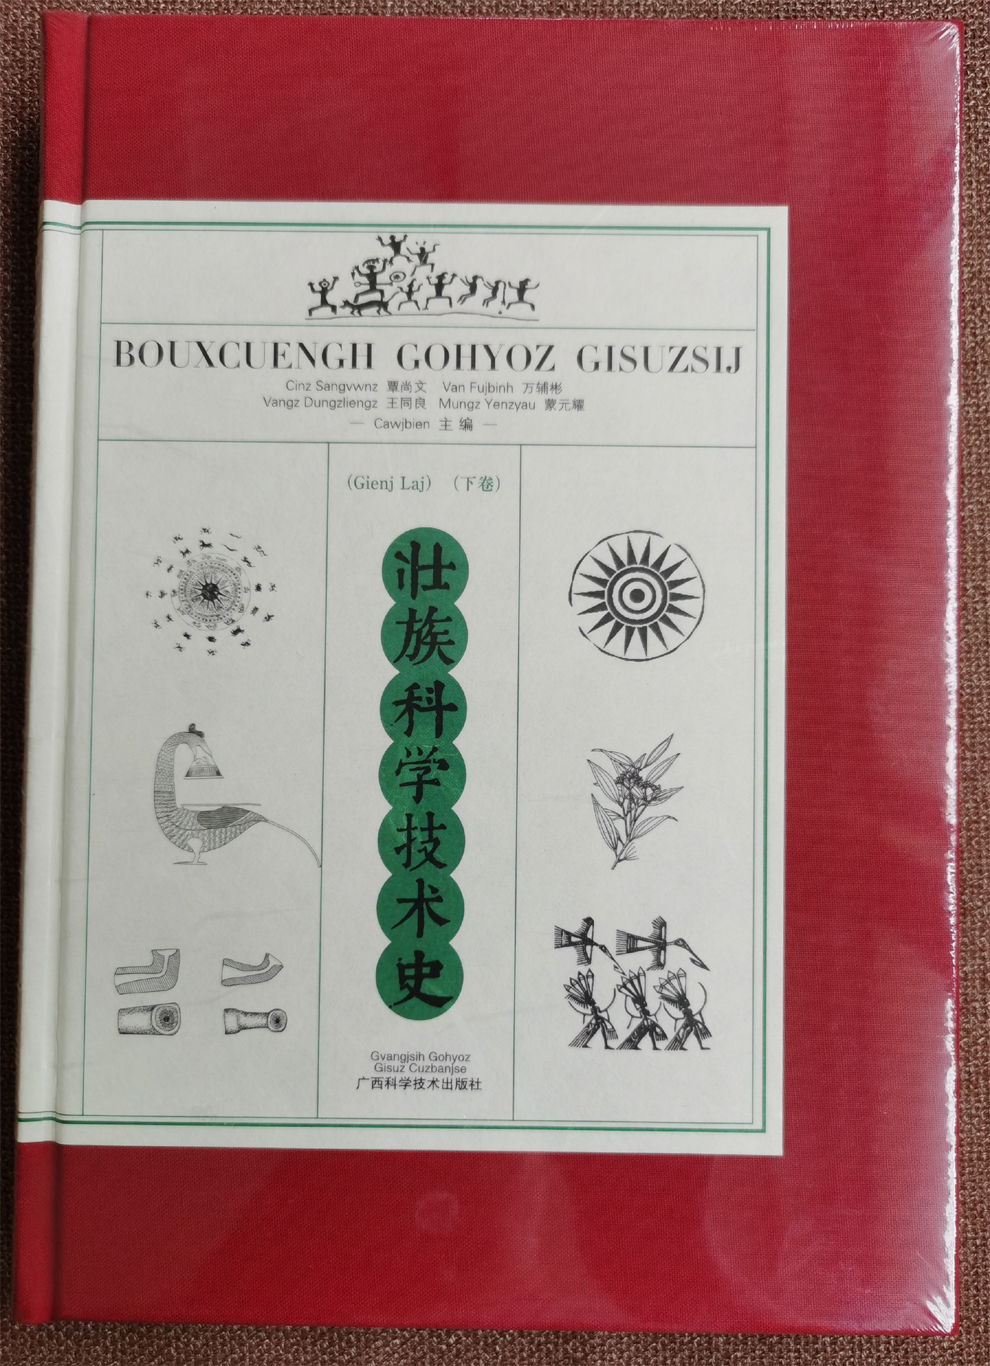 BOUXCUENGH GOHYOZ GISUZSIJ
Cinz Sangvwnz 覃尚文 Van Fujbinh 万辅彬
Vangz Dungzliengz 王同良 Mungz Yenzyau 蒙元耀
— Cawjbien 主 编 —
(Gienj Laj) (下卷)
壮族科学技术史
Gvangjsih Gohyoz
Gisuz Cuzbanjse
广西科学技术出版社